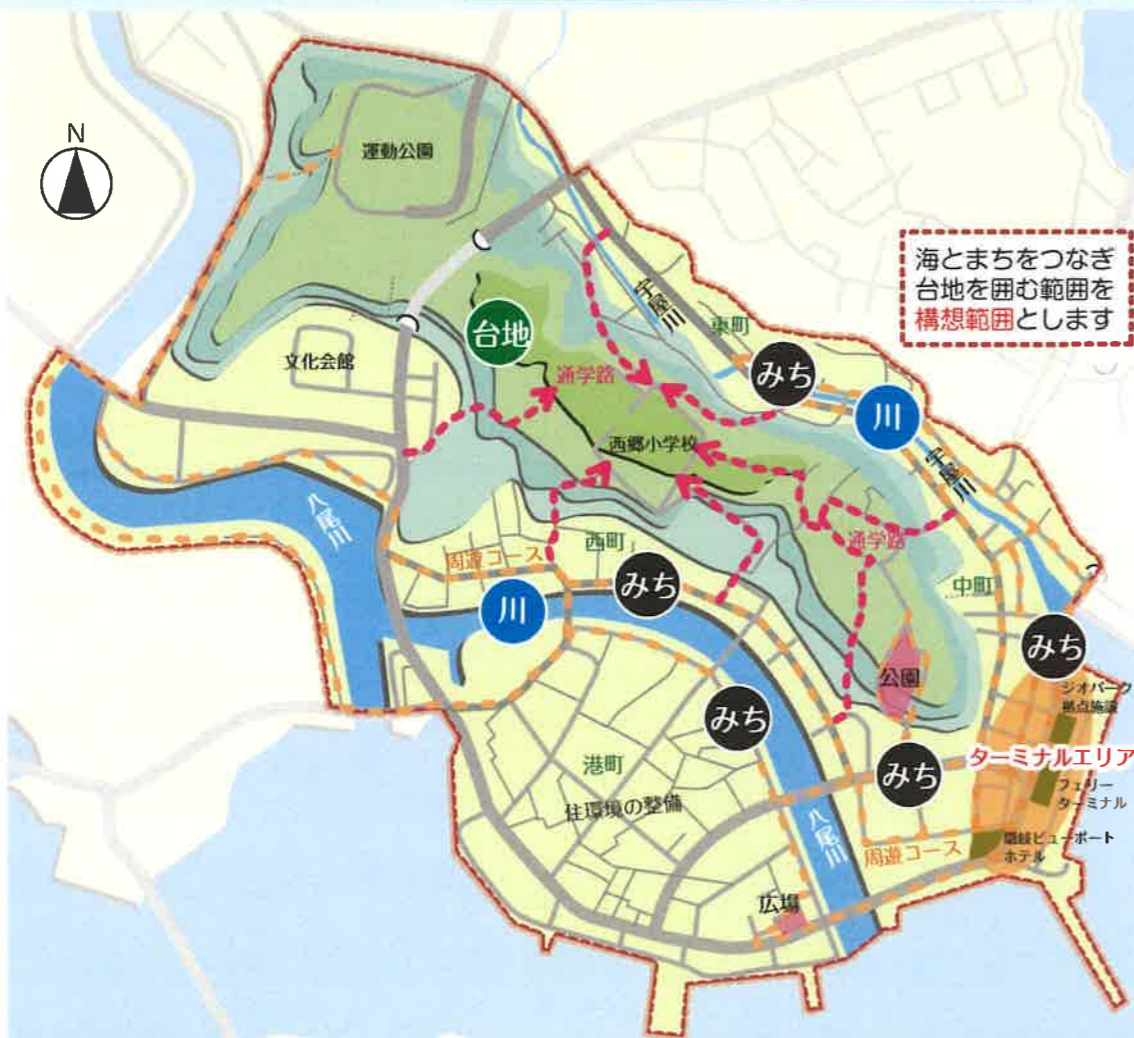 N
運動公園
海とまちをつなぎ
台地を囲む範囲を
構想範囲とします
宇屋川
東町
台地
文化会館
通学路
みち
川
西郷小学校
宇屋川
八尾川
周遊コース
西町
みち
通学路
中町
川
みち
公園
ジオパーク
拠点施設
みち
ターミナルエリア
港町
みち
フェリー
ターミナル
住環境の整備
八尾川
周遊コース
隠岐ビューポート
ホテル
広場